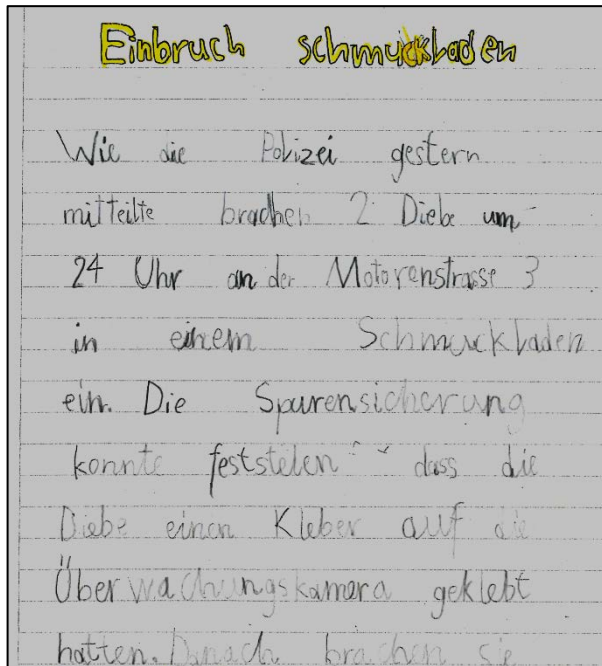 Einbruch schmuckladen
Wie die Polizei gestern
mitteilte brachen 2 Diebe um
24 Uhr an der Motorenstrasse 3
in einem Schmuckladen
ein. Die Spurensicherung
konnte feststelen dass die
Diebe einen Kleber auf die
Überwachungskamera geklebt
hatten. Danach brachen sie